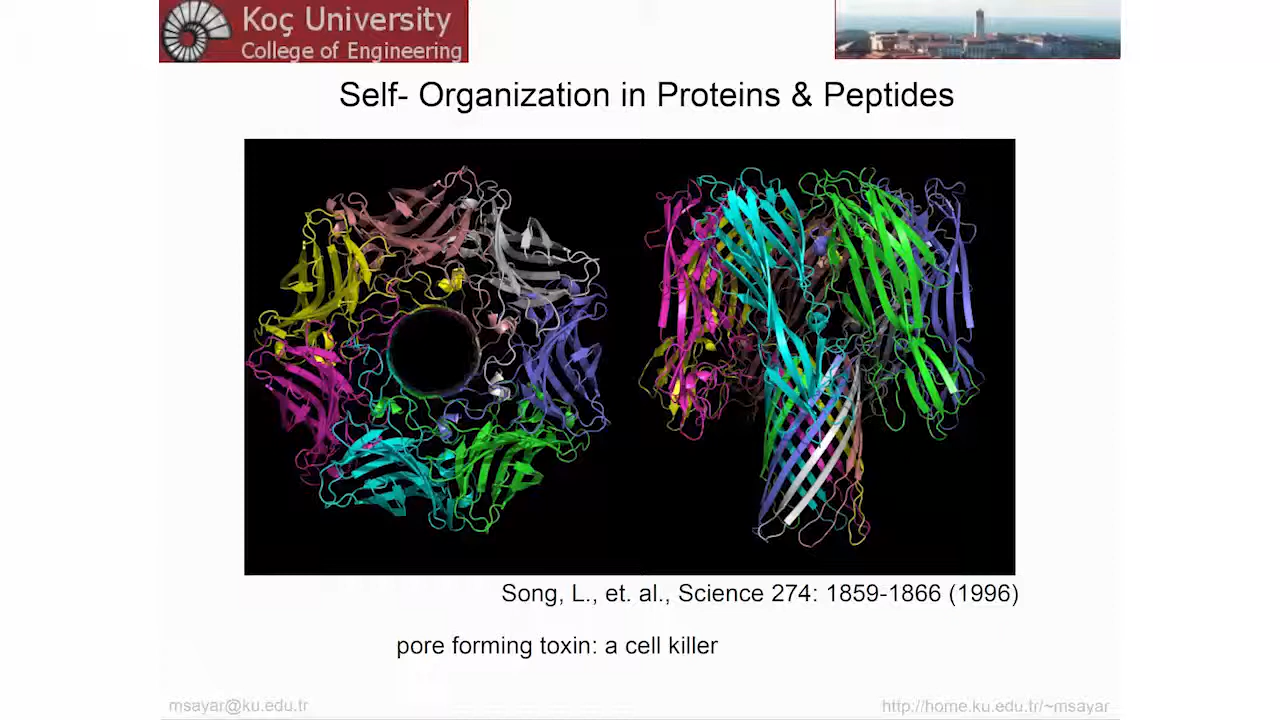 Koç University
College of Engineering
Self- Organization in Proteins & Peptides
Song, L., et. al., Science 274: 1859-1866 (1996)
pore forming toxin: a cell killer
msayar@ku.edu.tr
http://home.ku.edu.tr/~msayar